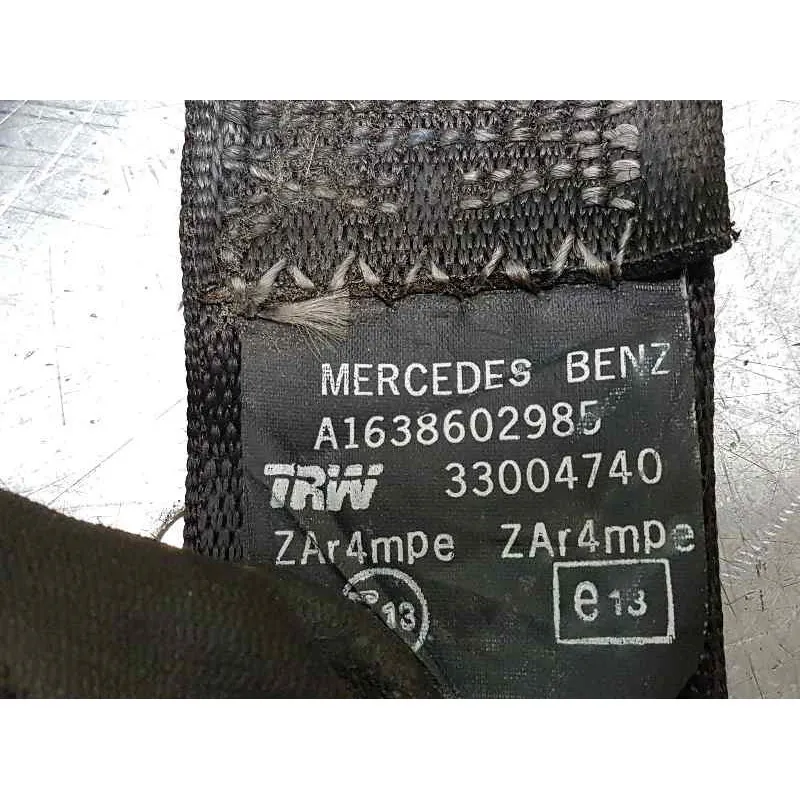 MERCEDES BENZ
A1638602985
TRW 33004740
ZAr4mpe ZAr4mpe
13 e13